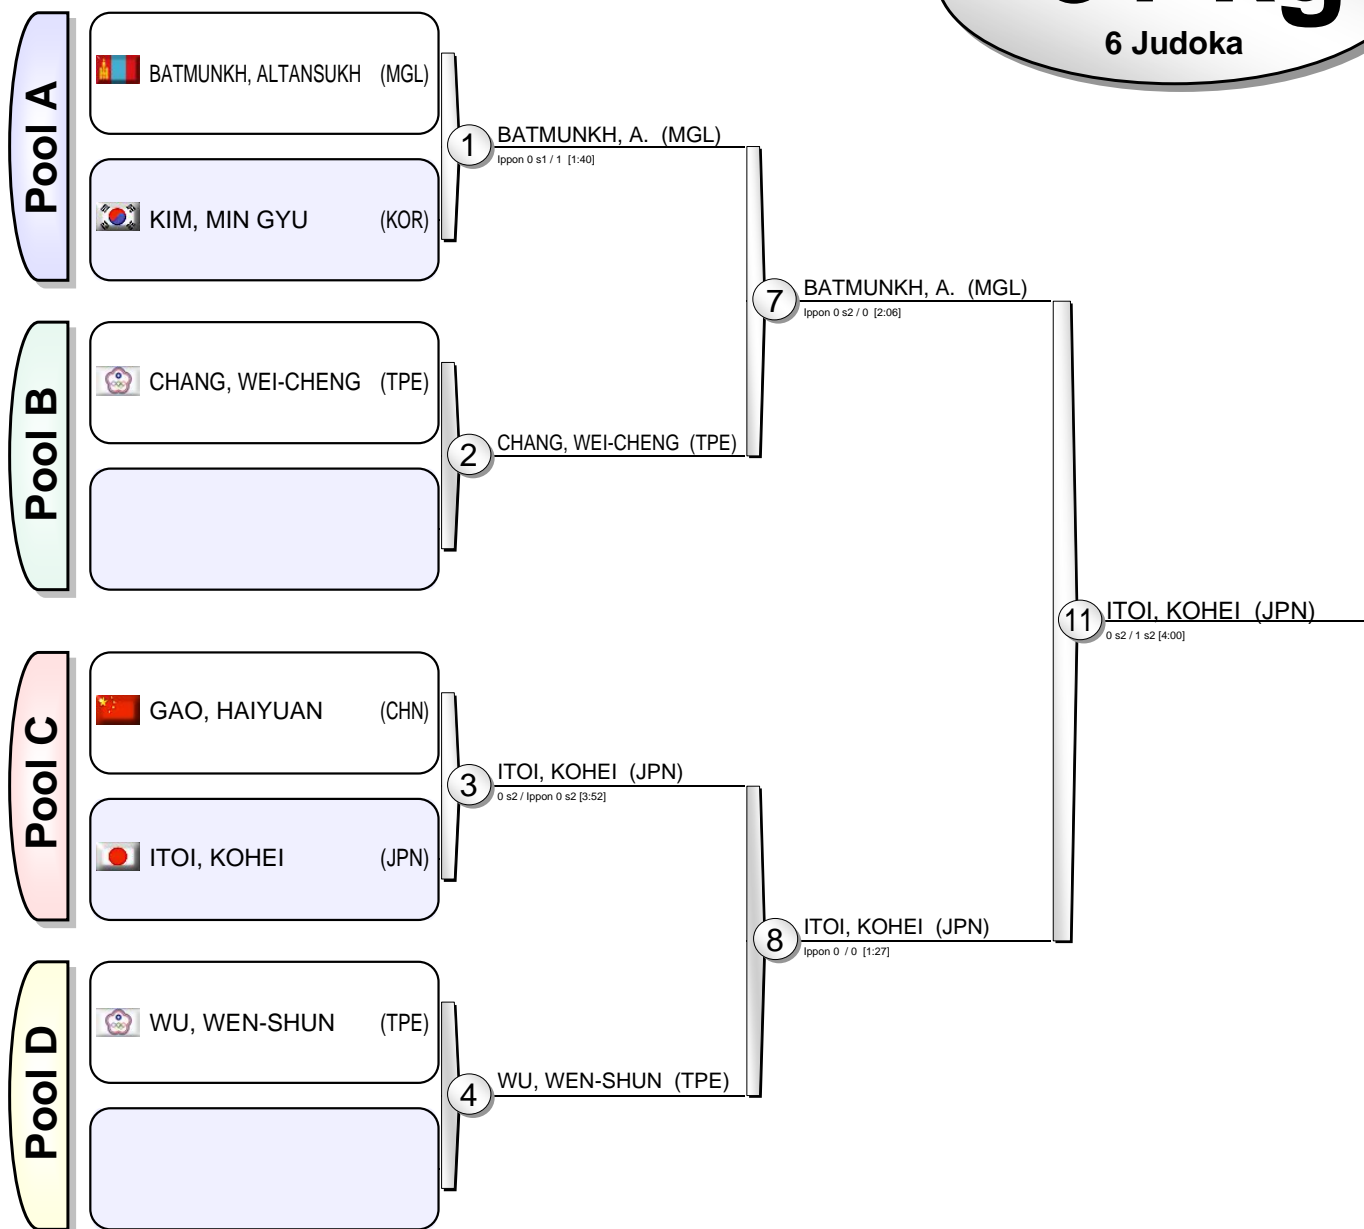 6 Judoka
Pool A
BATMUNKH, ALTANSUKH (MGL)
KIM, MIN GYU (KOR)
1
BATMUNKH, A. (MGL)
Ippon 0 s1 / 1 [1:40]
Pool B
CHANG, WEI-CHENG (TPE)
2
CHANG, WEI-CHENG (TPE)
7
BATMUNKH, A. (MGL)
Ippon 0 s2 / 0 [2:06]
Pool C
GAO, HAIYUAN (CHN)
ITOI, KOHEI (JPN)
3
ITOI, KOHEI (JPN)
0 s2 / Ippon 0 s2 [3:52]
Pool D
WU, WEN-SHUN (TPE)
4
WU, WEN-SHUN (TPE)
8
ITOI, KOHEI (JPN)
Ippon 0 / 0 [1:27]
11
ITOI, KOHEI (JPN)
0 s2 / 1 s2 [4:00]